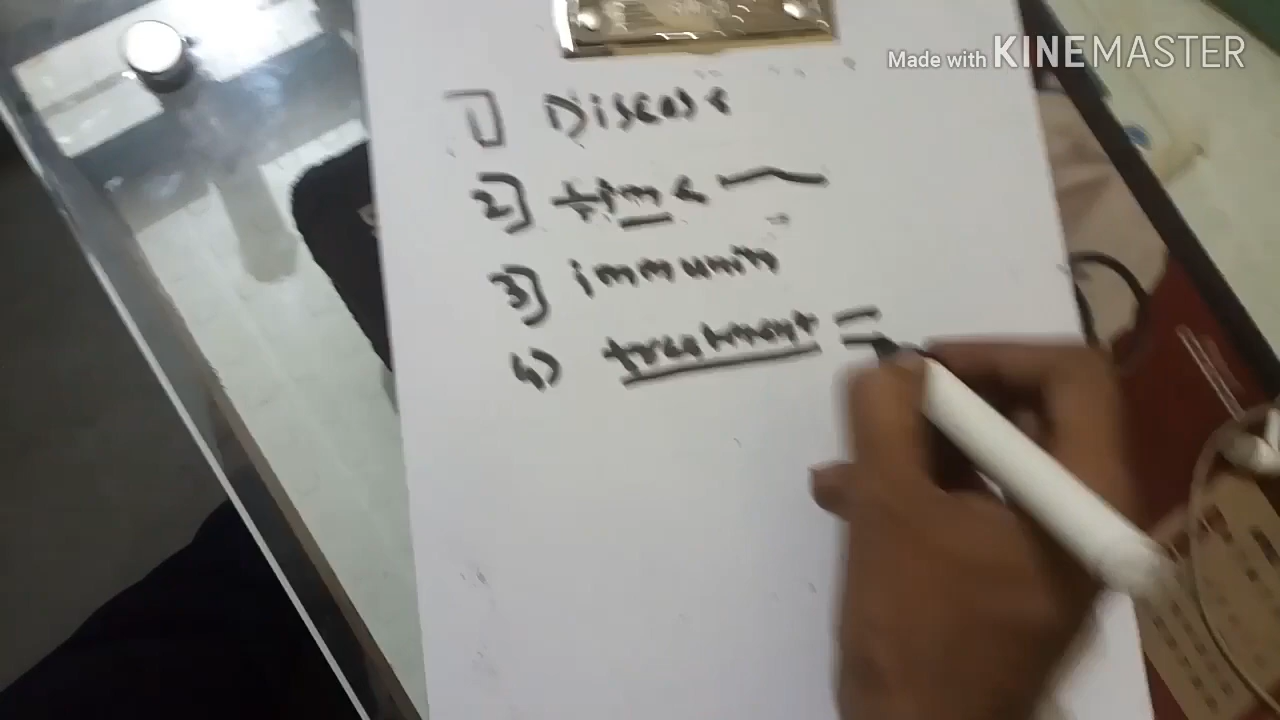 Made with KINEMASTER
1] Disease
2] time
3] immunity
4) treatment =